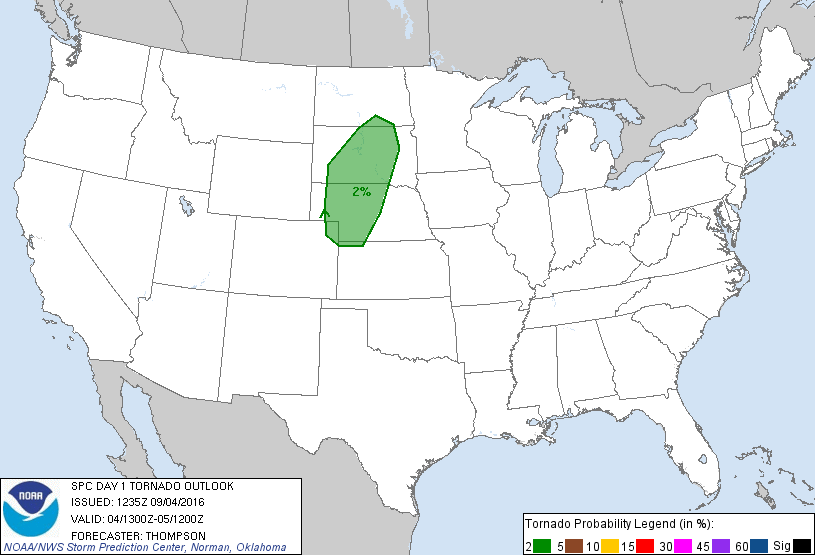 2%
NOAA
SPC DAY 1 TORNADO OUTLOOK
ISSUED: 1235Z 09/04/2016
VALID: 04/1300Z-05/1200Z
FORECASTER: THOMPSON
NOAA/NWS Storm Prediction Center, Norman, Oklahoma
Tornado Probability Legend (in %):
2 5 10 15 30 45 60 Sig